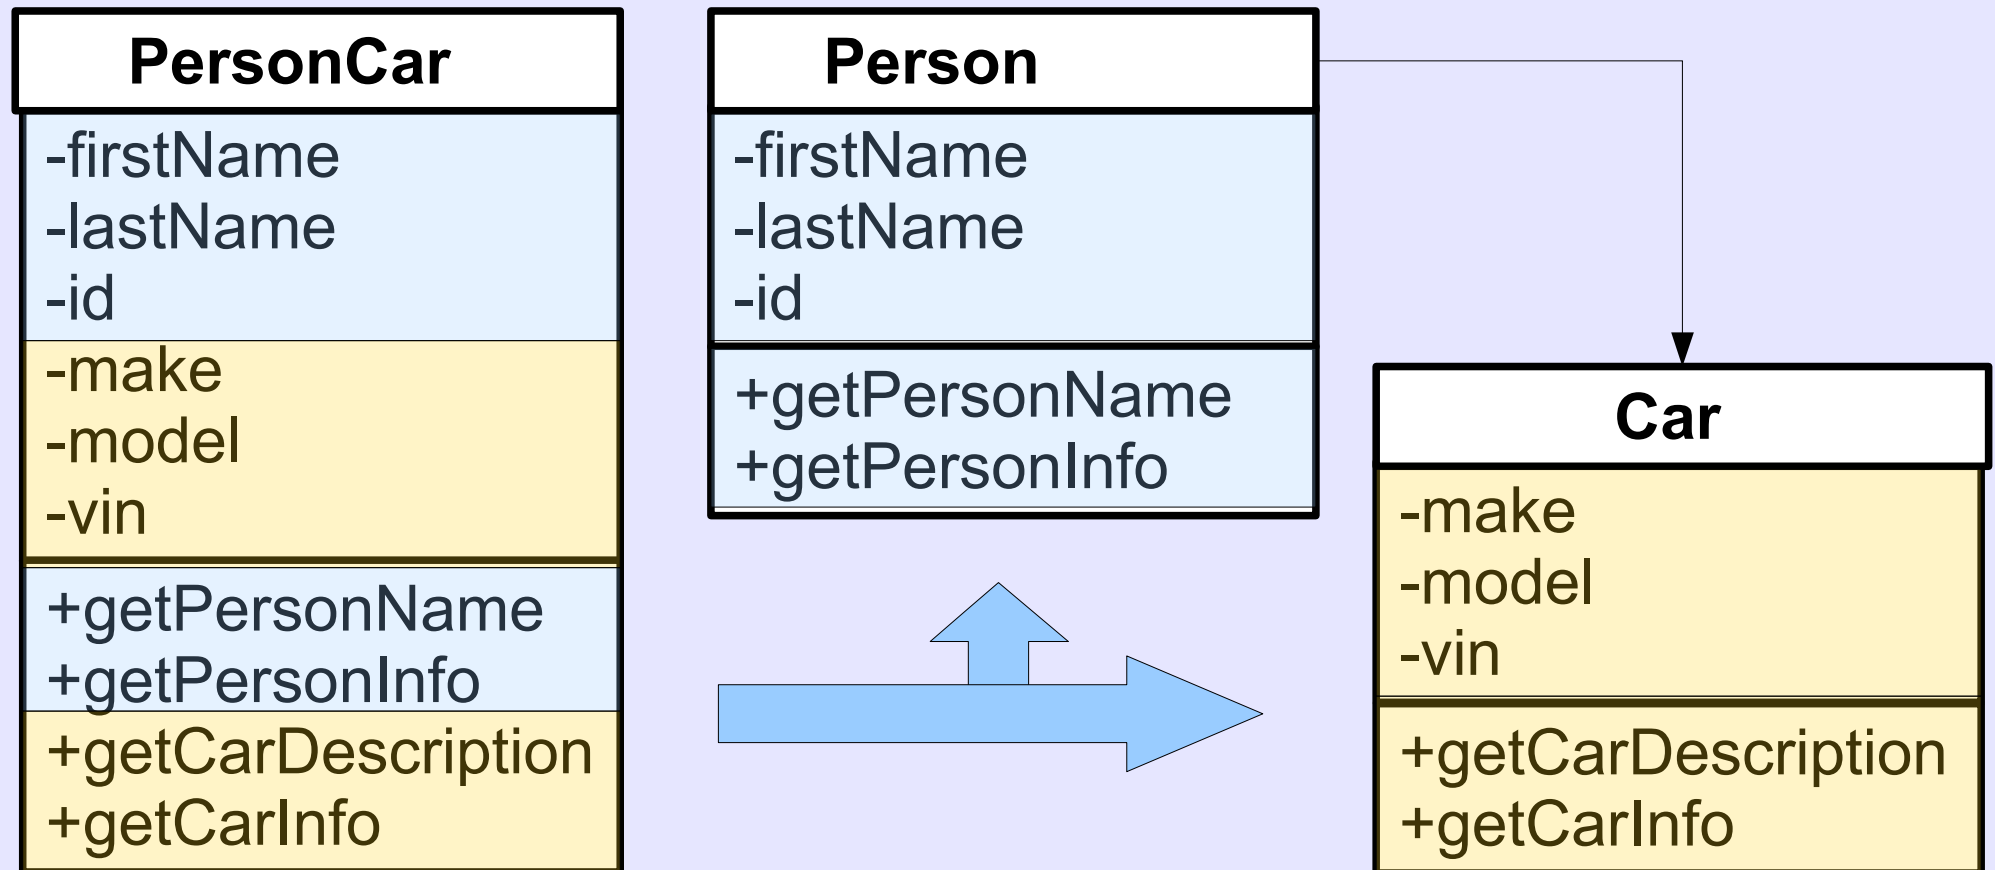 PersonCar
-firstName
-lastName
-id
-make
-model
-vin
+getPersonName
+getPersonInfo
+getCarDescription
+getCarInfo
Person
-firstName
-lastName
-id
+getPersonName
+getPersonInfo
Car
-make
-model
-vin
+getCarDescription
+getCarInfo